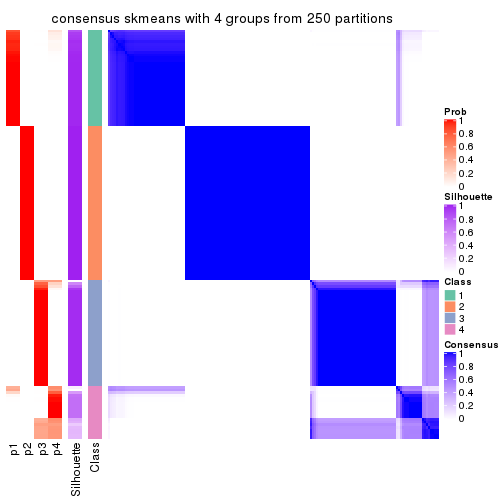 consensus skmeans with 4 groups from 250 partitions
Prob
1
0.8
0.6
0.4
0.2
0
Silhouette
1
0.8
0.6
0.4
0.2
0
Class
1
2
3
4
Consensus
1
0.8
0.6
0.4
0.2
0
p1
p2
p3
p4
Silhouette
Class